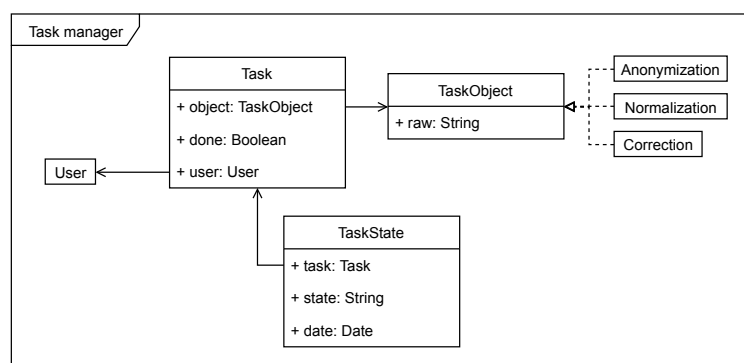 Task manager
Task
+ object: TaskObject
+ done: Boolean
+ user: User
TaskObject
+ raw: String
Anonymization
Normalization
Correction
User
TaskState
+ task: Task
+ state: String
+ date: Date